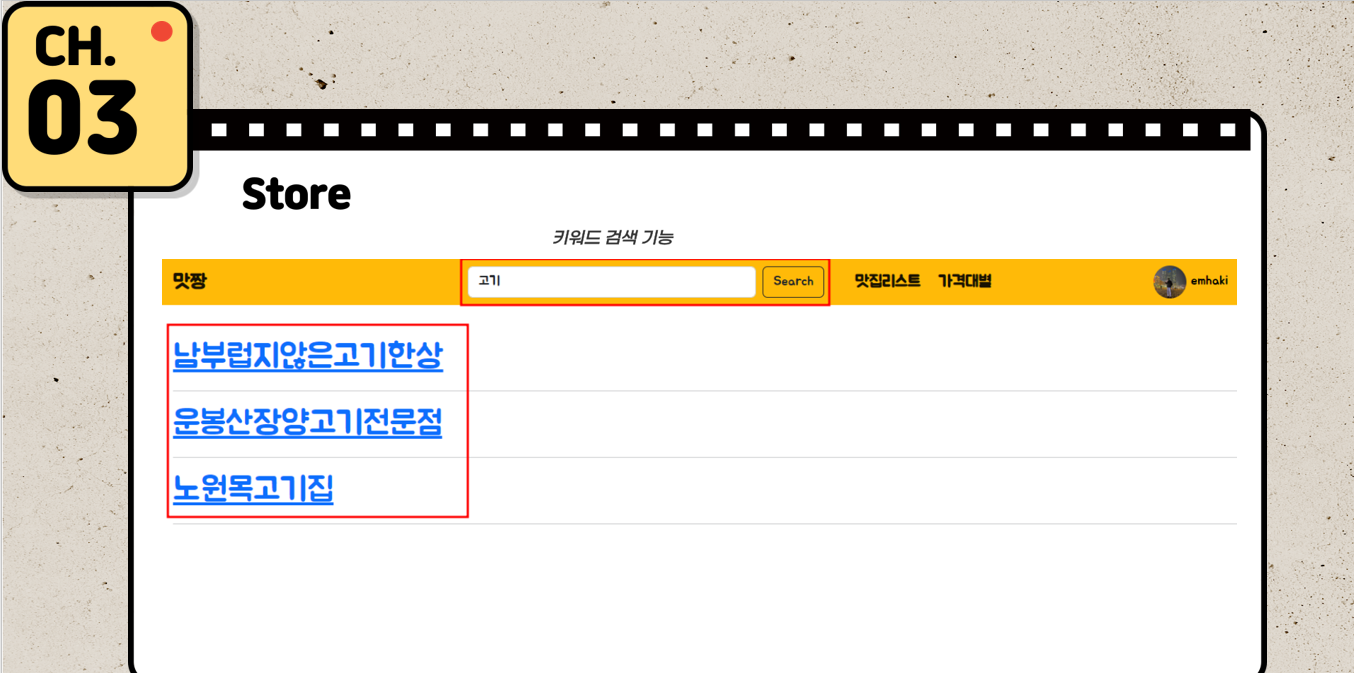 CH.
03
Store
키워드 검색 기능
맛짱 고기 Search 맛집리스트 가격대별 emhaki
남부럽지않은고기한상
운봉산장양고기전문점
노원목고기집